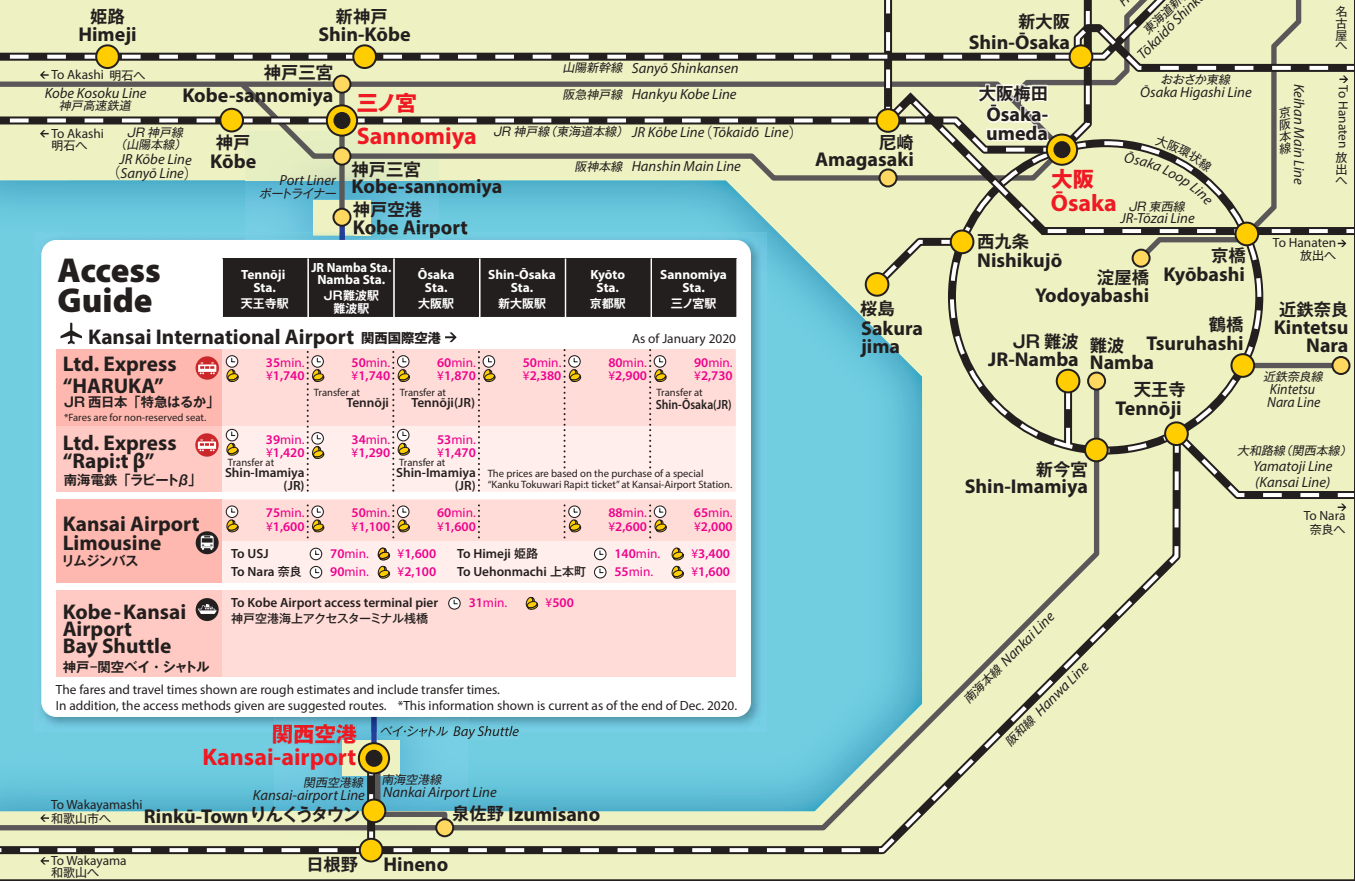 姫路
Himeji
新神戸
Shin-Kōbe
新大阪
Shin-Ōsaka
東海道新
Tōkaidō Shink
名古屋へ
←To Akashi 明石へ
神戸三宮
Kobe-sannomiya
山陽新幹線 Sanyō Shinkansen
Kobe Kosoku Line
神戸高速鉄道
阪急神戸線 Hankyu Kobe Line
おおさか東線
Ōsaka Higashi Line
→To Hanaten 放出へ
Keihan Main Line
京阪本線
大阪梅田
Ōsaka-
umeda
三ノ宮
Sannomiya
←To Akashi
明石へ
JR 神戸線
(山陽本線)
JR Kōbe Line
(Sanyō Line)
神戸
Kōbe
JR 神戸線(東海道本線) JR Kōbe Line (Tōkaidō Line)
尼崎
Amagasaki
大阪環状線
Ōsaka Loop Line
神戸三宮
Kobe-sannomiya
阪神本線 Hanshin Main Line
Port Liner
ポートライナー
大阪
Ōsaka
JR 東西線
JR-Tōzai Line
神戸空港
Kobe Airport
To Hanaten→
放出へ
西九条
Nishikujō
京橋
Kyōbashi
淀屋橋
Yodoyabashi
桜島
Sakura
jima
鶴橋
Tsuruhashi
近鉄奈良
Kintetsu
Nara
JR 難波
JR-Namba
難波
Namba
近鉄奈良線
Kintetsu
Nara Line
天王寺
Tennōji
新今宮
Shin-Imamiya
大和路線(関西本線)
Yamatoji Line
(Kansai Line)
→
To Nara
奈良へ
南海本線 Nankai Line
阪和線 Hanwa Line
Access
Guide
Tennōji
Sta.
天王寺駅
JR Namba Sta.
Namba Sta.
JR難波駅
難波駅
Ōsaka
Sta.
大阪駅
Shin-Ōsaka
Sta.
新大阪駅
Kyōto
Sta.
京都駅
Sannomiya
Sta.
三ノ宮駅
Kansai International Airport 関西国際空港→
As of January 2020
Ltd. Express
“HARUKA”
JR 西日本「特急はるか」
*Fares are for non-reserved seat.
35min.
¥1,740
50min.
¥1,740
Transfer at
Tennōji
60min.
¥1,870
Transfer at
Tennōji(JR)
50min.
¥2,380
80min.
¥2,900
90min.
¥2,730
Transfer at
Shin-Ōsaka(JR)
Ltd. Express
“Rapi:t β”
南海電鉄「ラピートβ」
39min.
¥1,420
Transfer at
Shin-Imamiya
(JR)
34min.
¥1,290
53min.
¥1,470
Transfer at
Shin-Imamiya
(JR)
The prices are based on the purchase of a special
“Kanku Tokuwari Rapi:t ticket” at Kansai-Airport Station.
Kansai Airport
Limousine
リムジンバス
75min.
¥1,600
50min.
¥1,100
60min.
¥1,600
88min.
¥2,600
65min.
¥2,000
To USJ 70min. ¥1,600 To Himeji 姫路 140min. ¥3,400
To Nara 奈良 90min. ¥2,100 To Uehonmachi 上本町 55min. ¥1,600
Kobe-Kansai
Airport
Bay Shuttle
神戸−関空ベイ・シャトル
To Kobe Airport access terminal pier 31min. ¥500
神戸空港海上アクセスターミナル桟橋
The fares and travel times shown are rough estimates and include transfer times.
In addition, the access methods given are suggested routes. *This information shown is current as of the end of Dec. 2020.
関西空港
Kansai-airport
ベイ・シャトル Bay Shuttle
関西空港線
Kansai-airport Line
南海空港線
Nankai Airport Line
To Wakayamashi
←和歌山市へ
Rinkū-Town りんくうタウン
泉佐野 Izumisano
←To Wakayama
和歌山へ
日根野 Hineno